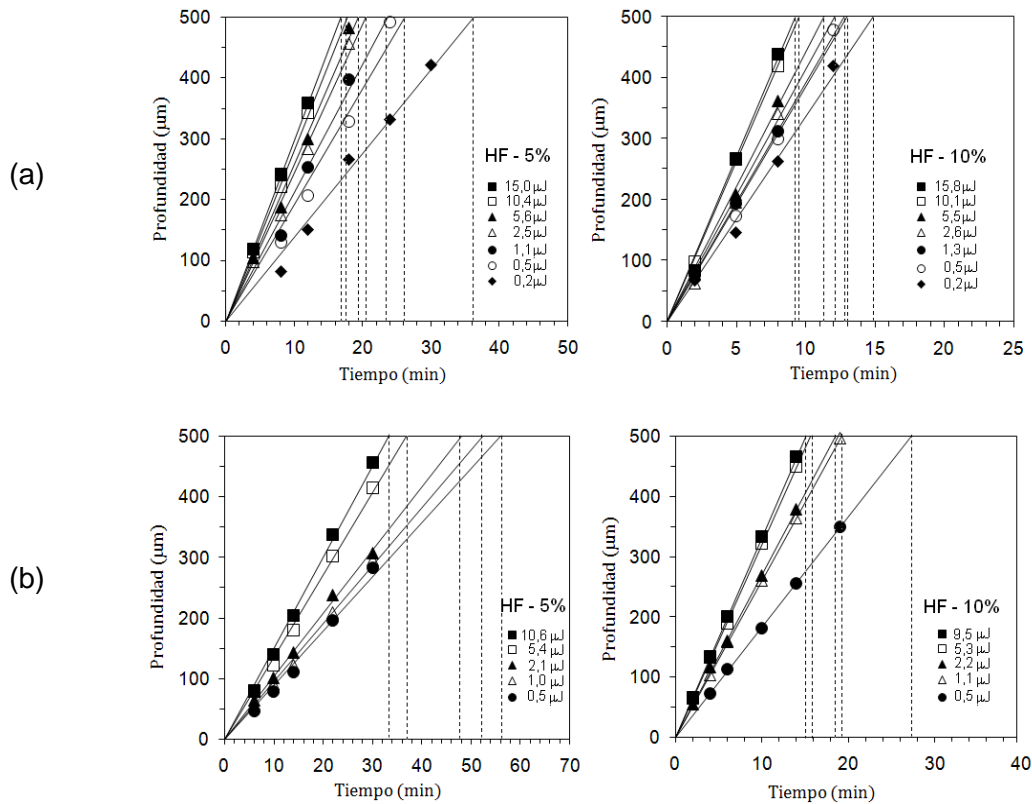 (a)
Profundidad (µm)
500
400
300
200
100
0
0 10 20 30 40 50
Tiempo (min)
HF - 5%
15,0 µJ
10,4 µJ
5,6 µJ
2,5 µJ
1,1 µJ
0,5 µJ
0,2 µJ
Profundidad (µm)
500
400
300
200
100
0
0 5 10 15 20 25
Tiempo (min)
HF - 10%
15,8 µJ
10,1 µJ
5,5 µJ
2,6 µJ
1,3 µJ
0,5 µJ
0,2 µJ
(b)
Profundidad (µm)
500
400
300
200
100
0
0 10 20 30 40 50 60 70
Tiempo (min)
HF - 5%
10,6 µJ
5,4 µJ
2,1 µJ
1,0 µJ
0,5 µJ
Profundidad (µm)
500
400
300
200
100
0
0 10 20 30 40
Tiempo (min)
HF - 10%
9,5 µJ
5,3 µJ
2,2 µJ
1,1 µJ
0,5 µJ